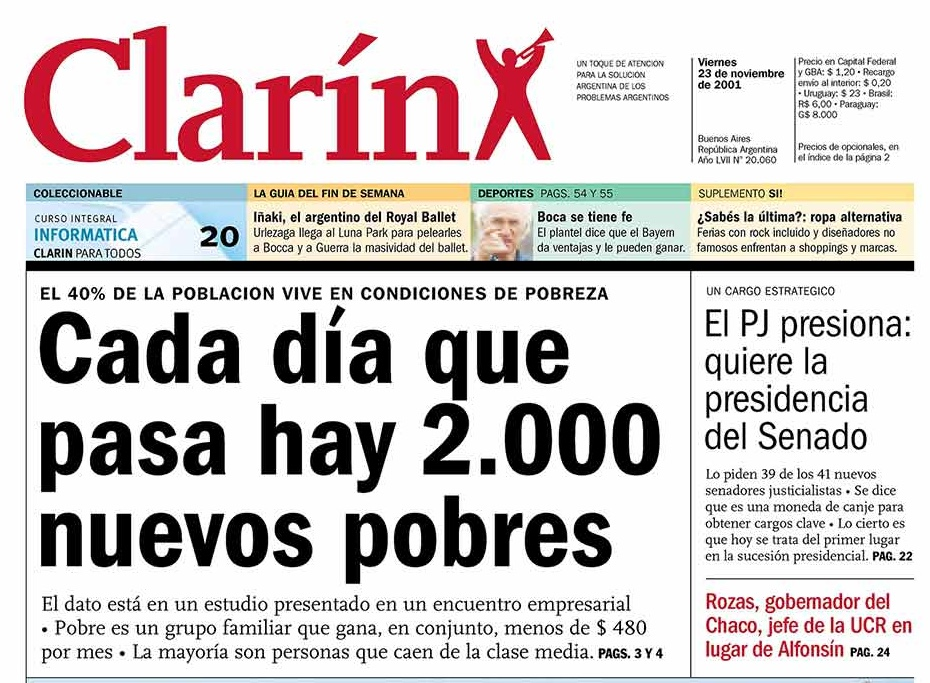 Clarín
UN TOQUE DE ATENCION
PARA LA SOLUCION
ARGENTINA DE LOS
PROBLEMAS ARGENTINOS
Viernes
23 de noviembre
de 2001
Buenos Aires
República Argentina
Año LVII N° 20.060
Precio en Capital Federal
y GBA: $ 1,20 • Recargo
envío al interior: $ 0,20
• Uruguay: $ 23 • Brasil:
R$ 6,00 • Paraguay:
G$ 8.000
Precios de opcionales, en
el índice de la página 2
COLECCIONABLE
CURSO INTEGRAL
INFORMATICA
CLARIN PARA TODOS
20
LA GUIA DEL FIN DE SEMANA
Iñaki, el argentino del Royal Ballet
Urlezaga llega al Luna Park para pelearles
a Bocca y a Guerra la masividad del ballet.
DEPORTES PAGS. 54 Y 55
Boca se tiene fe
El plantel dice que el Bayern
da ventajas y le pueden ganar.
SUPLEMENTO SI!
¿Sabés la última?: ropa alternativa
Ferias con rock incluido y diseñadores no
famosos enfrentan a shoppings y marcas.
EL 40% DE LA POBLACION VIVE EN CONDICIONES DE POBREZA
Cada día que
pasa hay 2.000
nuevos pobres
El dato está en un estudio presentado en un encuentro empresarial
• Pobre es un grupo familiar que gana, en conjunto, menos de $ 480
por mes • La mayoría son personas que caen de la clase media. PAGS. 3 Y 4
UN CARGO ESTRATEGICO
El PJ presiona:
quiere la
presidencia
del Senado
Lo piden 39 de los 41 nuevos
senadores justicialistas • Se dice
que es una moneda de canje para
obtener cargos clave • Lo cierto es
que hoy se trata del primer lugar
en la sucesión presidencial. PAG. 22
Rozas, gobernador del
Chaco, jefe de la UCR en
lugar de Alfonsín PAG. 24